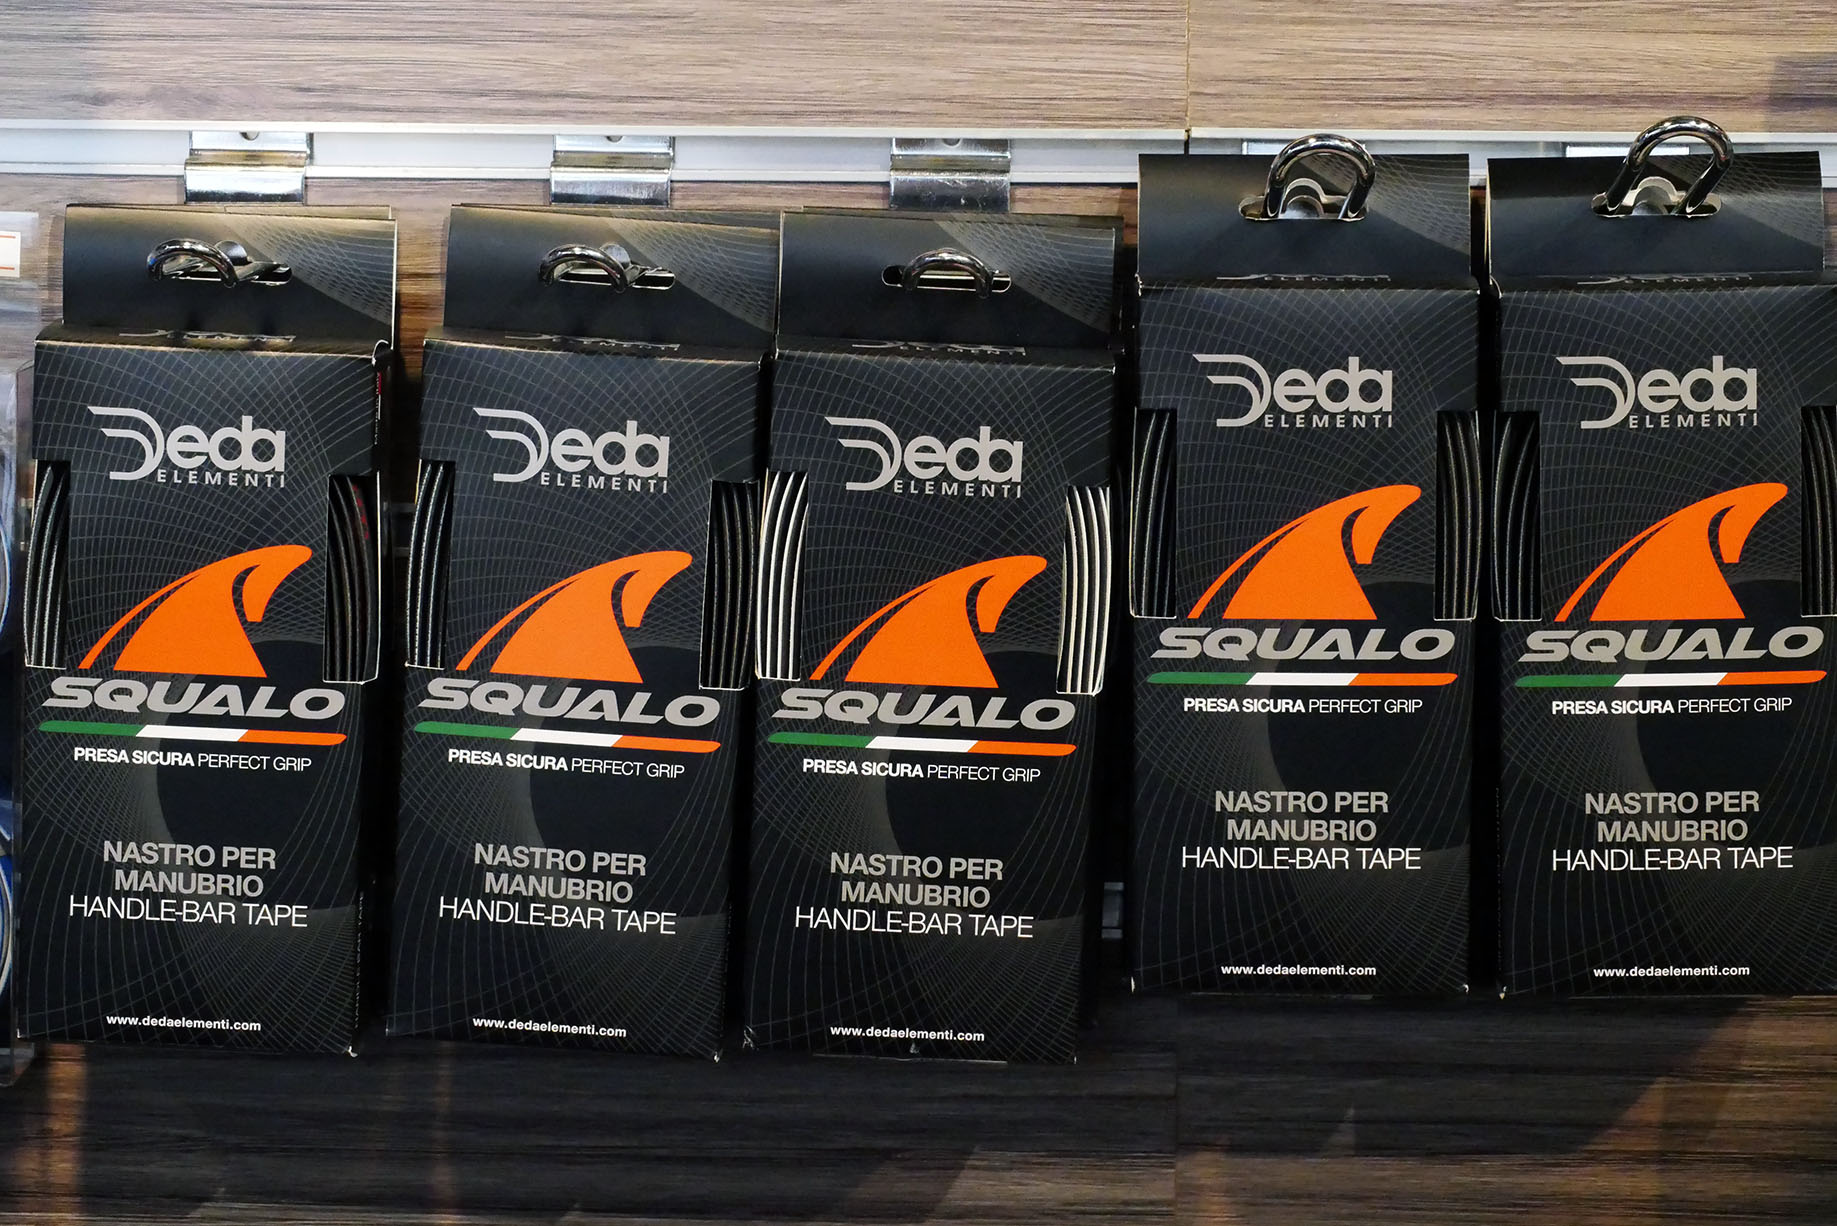 Deda
ELEMENTI
SQUALO
PRESA SICURA PERFECT GRIP
NASTRO PER
MANUBRIO
HANDLE-BAR TAPE
www.dedaelementi.com
Deda
ELEMENTI
SQUALO
PRESA SICURA PERFECT GRIP
NASTRO PER
MANUBRIO
HANDLE-BAR TAPE
www.dedaelementi.com
Deda
ELEMENTI
SQUALO
PRESA SICURA PERFECT GRIP
NASTRO PER
MANUBRIO
HANDLE-BAR TAPE
www.dedaelementi.com
Deda
ELEMENTI
SQUALO
PRESA SICURA PERFECT GRIP
NASTRO PER
MANUBRIO
HANDLE-BAR TAPE
www.dedaelementi.com
Deda
ELEMENTI
SQUALO
PRESA SICURA PERFECT GRIP
NASTRO PER
MANUBRIO
HANDLE-BAR TAPE
www.dedaelementi.com